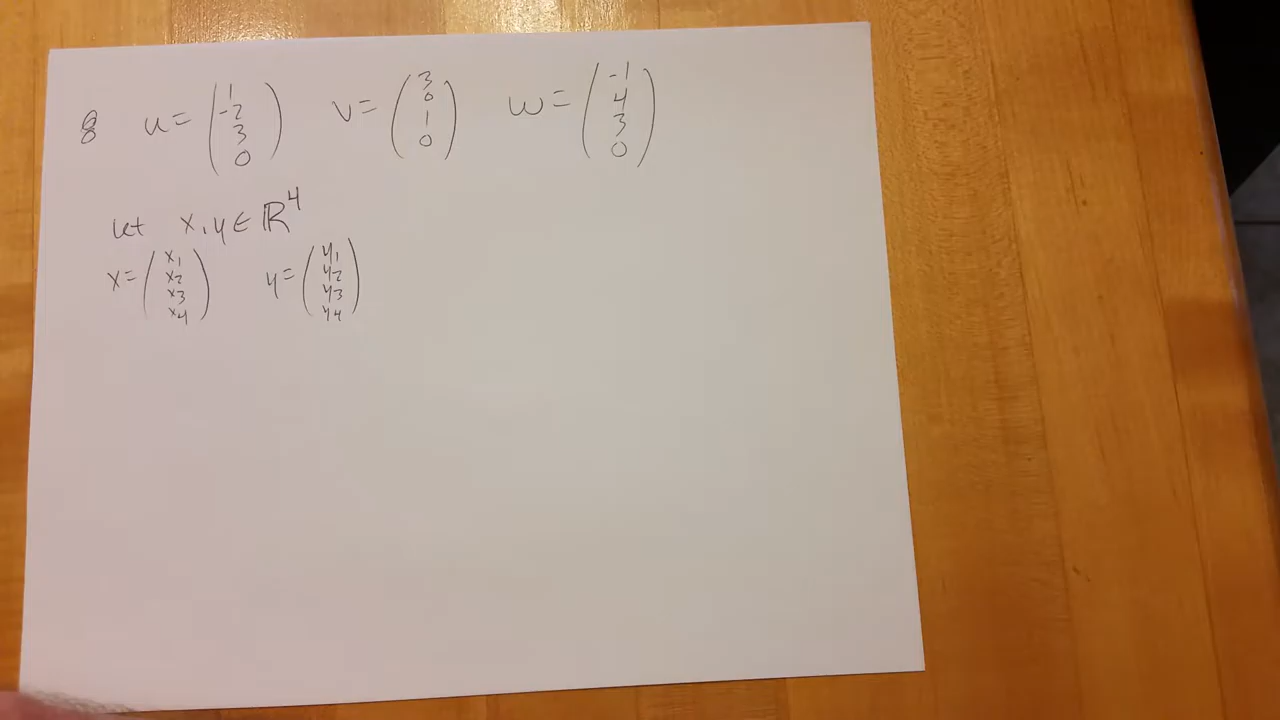 8 u = (1 -2 3 0) v = (3 0 1 0) w = (-1 4 3 0)
let x, y ∈ ℝ⁴
x = (x₁ x₂ x₃ x₄) y = (y₁ y₂ y₃ y₄)